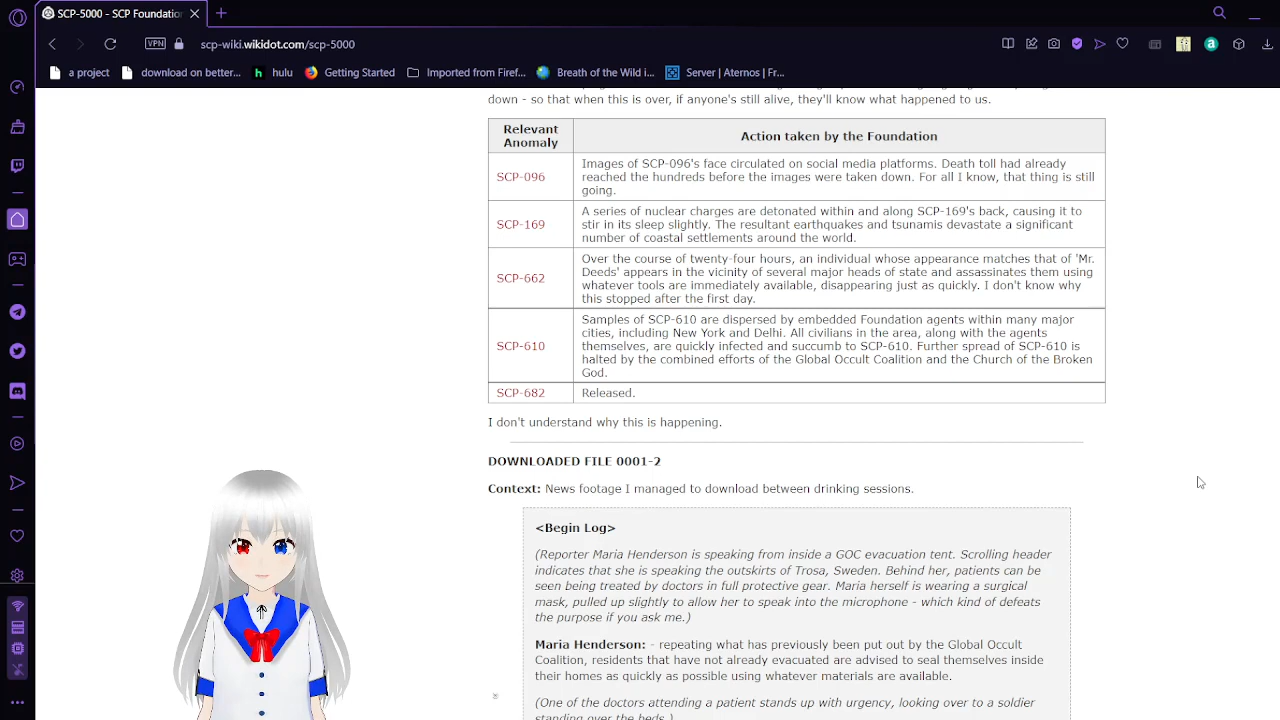 SCP-5000 - SCP Foundation
VPN
scp-wiki.wikidot.com/scp-5000
a project
download on better...
hulu
Getting Started
Imported from Firef...
Breath of the Wild i...
Server | Aternos | Fr...
down - so that when this is over, if anyone's still alive, they'll know what happened to us.
Relevant
Anomaly
Action taken by the Foundation
SCP-096
Images of SCP-096's face circulated on social media platforms. Death toll had already
reached the hundreds before the images were taken down. For all I know, that thing is still
going.
SCP-169
A series of nuclear charges are detonated within and along SCP-169's back, causing it to
stir in its sleep slightly. The resultant earthquakes and tsunamis devastate a significant
number of coastal settlements around the world.
SCP-662
Over the course of twenty-four hours, an individual whose appearance matches that of 'Mr.
Deeds' appears in the vicinity of several major heads of state and assassinates them using
whatever tools are immediately available, disappearing just as quickly. I don't know why
this stopped after the first day.
SCP-610
Samples of SCP-610 are dispersed by embedded Foundation agents within many major
cities, including New York and Delhi. All civilians in the area, along with the agents
themselves, are quickly infected and succumb to SCP-610. Further spread of SCP-610 is
halted by the combined efforts of the Global Occult Coalition and the Church of the Broken
God.
SCP-682
Released.
I don't understand why this is happening.
DOWNLOADED FILE 0001-2
Context: News footage I managed to download between drinking sessions.
<Begin Log>
(Reporter Maria Henderson is speaking from inside a GOC evacuation tent. Scrolling header
indicates that she is speaking the outskirts of Trosa, Sweden. Behind her, patients can be
seen being treated by doctors in full protective gear. Maria herself is wearing a surgical
mask, pulled up slightly to allow her to speak into the microphone - which kind of defeats
the purpose if you ask me.)
Maria Henderson: - repeating what has previously been put out by the Global Occult
Coalition, residents that have not already evacuated are advised to seal themselves inside
their homes as quickly as possible using whatever materials are available.
(One of the doctors attending a patient stands up with urgency, looking over to a soldier
standing over the beds.)